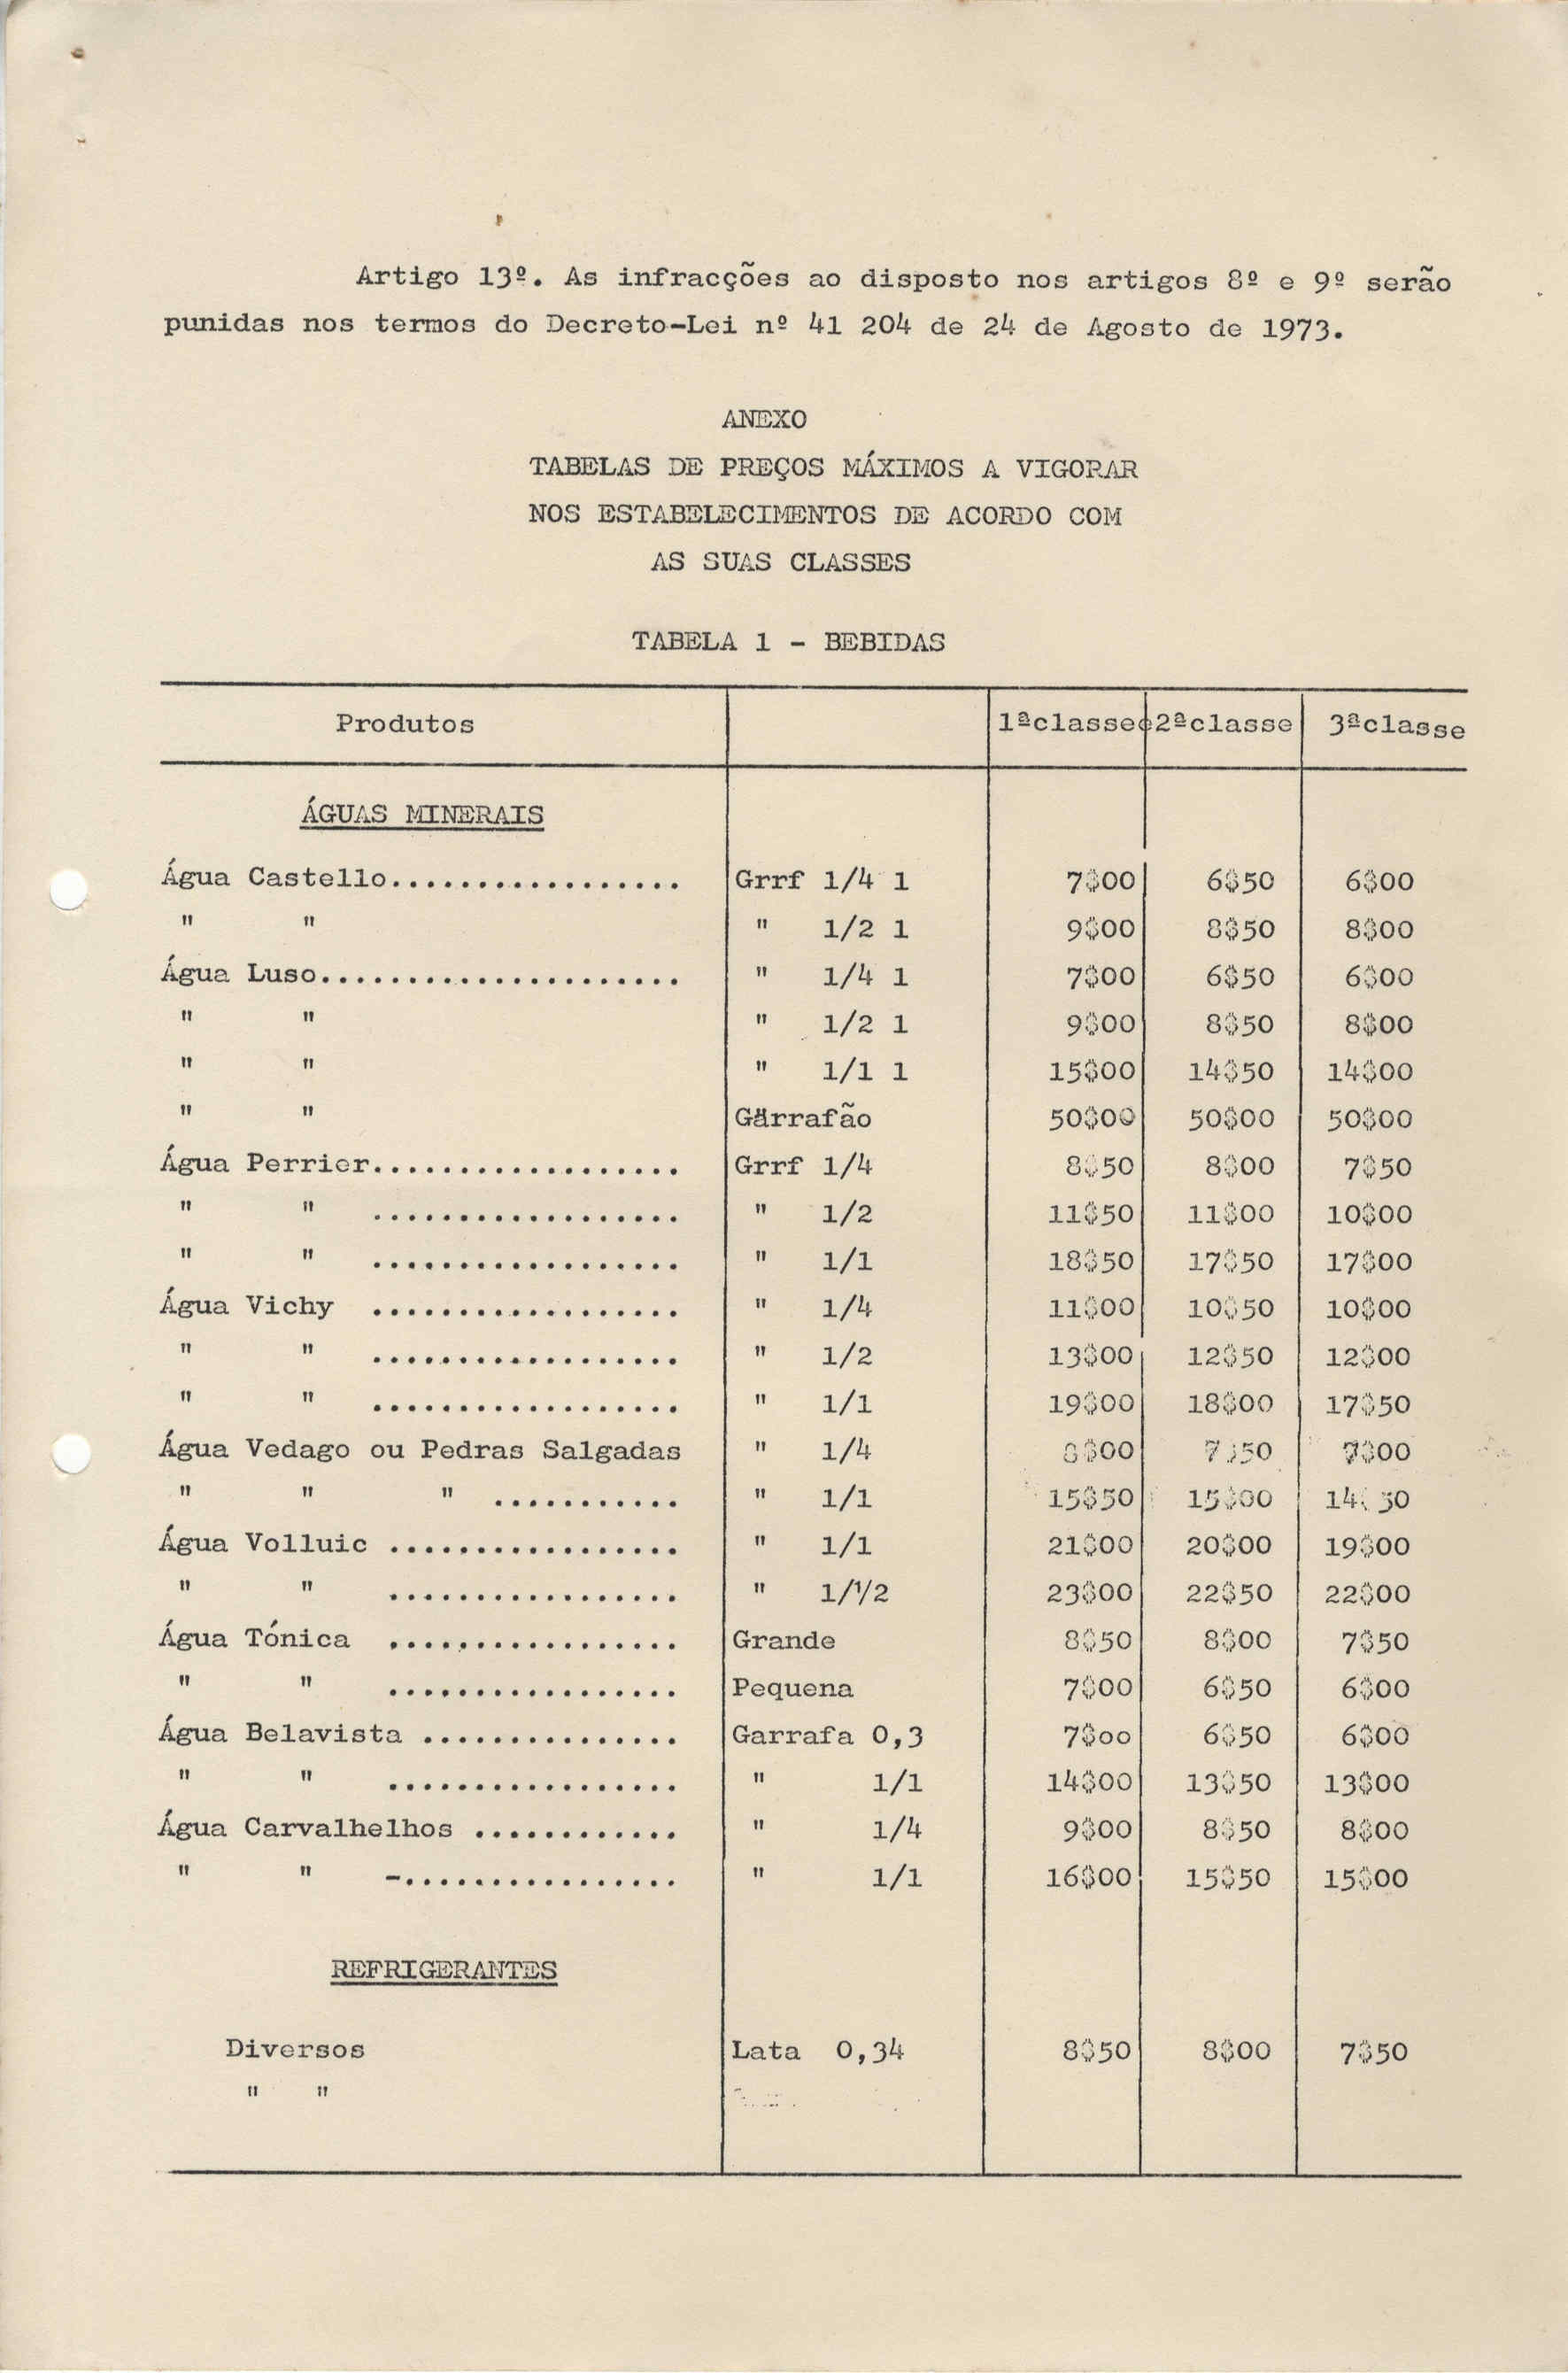 Artigo 13º. As infracções ao disposto nos artigos 8º e 9º serão
punidas nos termos do Decreto-Lei nº 41 204 de 24 de Agosto de 1973.
ANEXO
TABELAS DE PREÇOS MÁXIMOS A VIGORAR
NOS ESTABELECIMENTOS DE ACORDO COM
AS SUAS CLASSES
TABELA 1 - BEBIDAS
Produtos 1ªclasse 2ªclasse 3ªclasse
ÁGUAS MINERAIS
Água Castello................. Grrf 1/4 l 7$00 6$50 6$00
" " " 1/2 l 9$00 8$50 8$00
Água Luso..................... " 1/4 l 7$00 6$50 6$00
" " " 1/2 l 9$00 8$50 8$00
" " " 1/1 l 15$00 14$50 14$00
" " Garrafão 50$00 50$00 50$00
Água Perrier.................. Grrf 1/4 8$50 8$00 7$50
" " .................. " 1/2 11$50 11$00 10$00
" " .................. " 1/1 18$50 17$50 17$00
Água Vichy .................. " 1/4 11$00 10$50 10$00
" " .................. " 1/2 13$00 12$50 12$00
" " .................. " 1/1 19$00 18$00 17$50
Água Vedago ou Pedras Salgadas " 1/4 8$00 7$50 7$00
" " " ........... " 1/1 15$50 15$00 14$50
Água Volluic ................. " 1/1 21$00 20$00 19$00
" " ................. " 1/1/2 23$00 22$50 22$00
Água Tónica ................. Grande 8$50 8$00 7$50
" " ................. Pequena 7$00 6$50 6$00
Água Belavista ............... Garrafa 0,3 7$oo 6$50 6$00
" " ................. " 1/1 14$00 13$50 13$00
Água Carvalhelhos ............ " 1/4 9$00 8$50 8$00
" " -................ " 1/1 16$00 15$50 15$00
REFRIGERANTES
Diversos Lata 0,34 8$50 8$00 7$50
" "